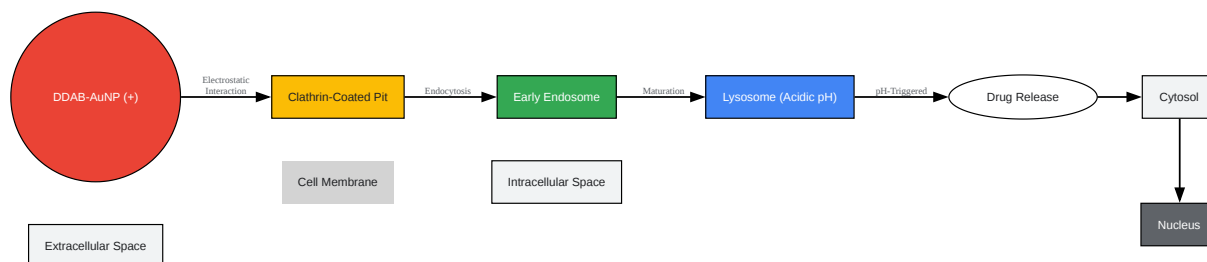 DDAB-AuNP (+)
Electrostatic
Interaction
Clathrin-Coated Pit
Endocytosis
Early Endosome
Maturation
Lysosome (Acidic pH)
pH-Triggered
Drug Release
Cytosol
Cell Membrane
Intracellular Space
Nucleus
Extracellular Space